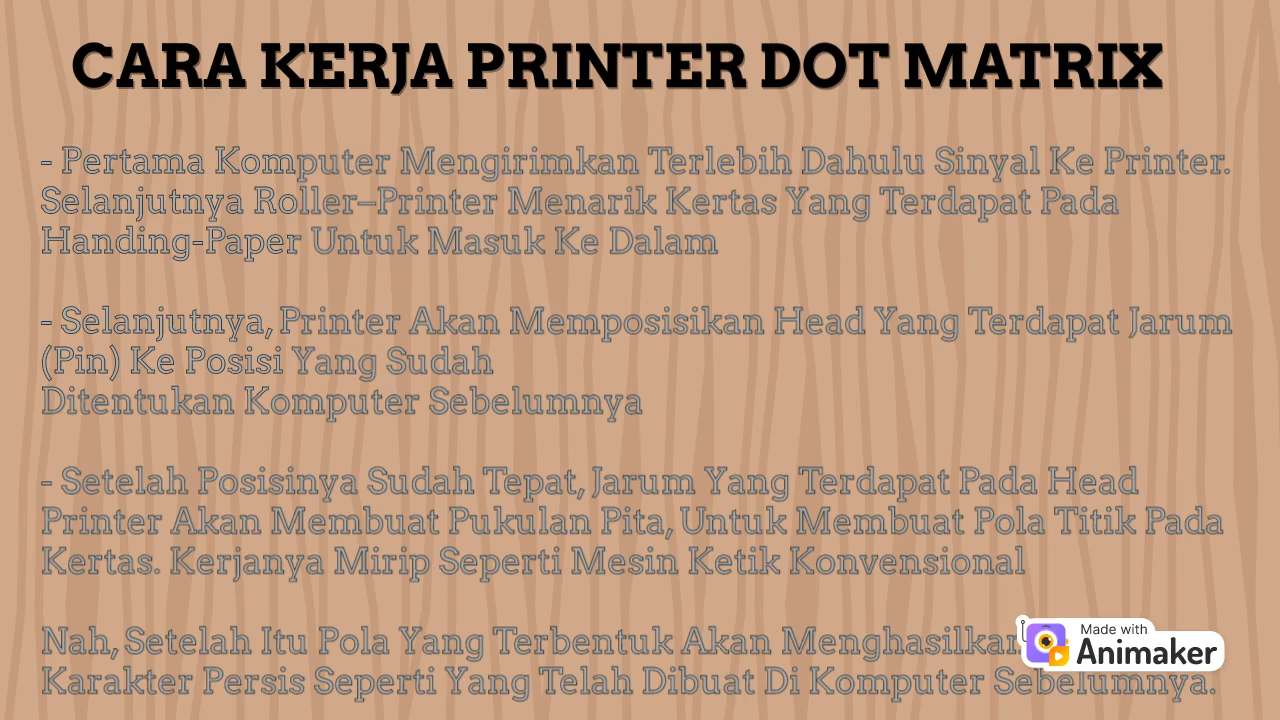 CARA KERJA PRINTER DOT MATRIX
- Pertama Komputer Mengirimkan Terlebih Dahulu Sinyal Ke Printer.
Selanjutnya Roller–Printer Menarik Kertas Yang Terdapat Pada
Handing-Paper Untuk Masuk Ke Dalam
- Selanjutnya, Printer Akan Memposisikan Head Yang Terdapat Jarum
(Pin) Ke Posisi Yang Sudah
Ditentukan Komputer Sebelumnya
- Setelah Posisinya Sudah Tepat, Jarum Yang Terdapat Pada Head
Printer Akan Membuat Pukulan Pita, Untuk Membuat Pola Titik Pada
Kertas. Kerjanya Mirip Seperti Mesin Ketik Konvensional
Nah, Setelah Itu Pola Yang Terbentuk Akan Menghasilkan
Karakter Persis Seperti Yang Telah Dibuat Di Komputer Sebelumnya.
Made with
Animaker